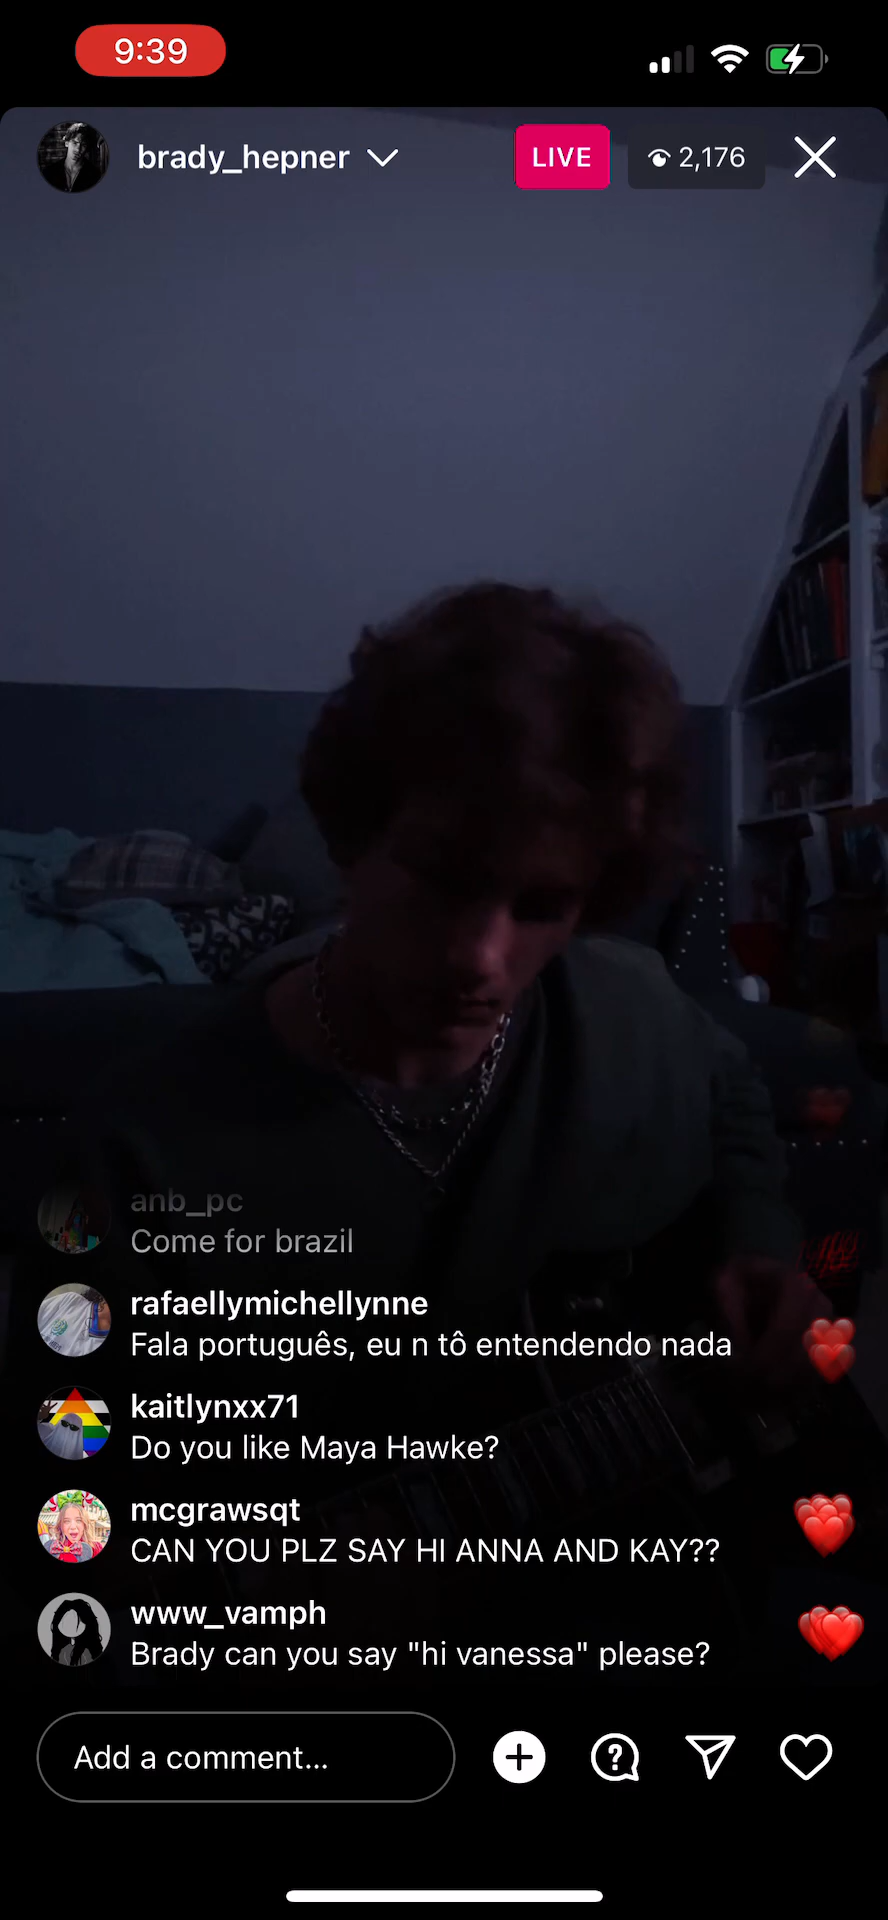 9:39
brady_hepner
LIVE
2,176
anb_pc
Come for brazil
rafaellymichellynne
Fala português, eu n tô entendendo nada
kaitlynxx71
Do you like Maya Hawke?
mcgrawsqt
CAN YOU PLZ SAY HI ANNA AND KAY??
www_vamph
Brady can you say "hi vanessa" please?
Add a comment...